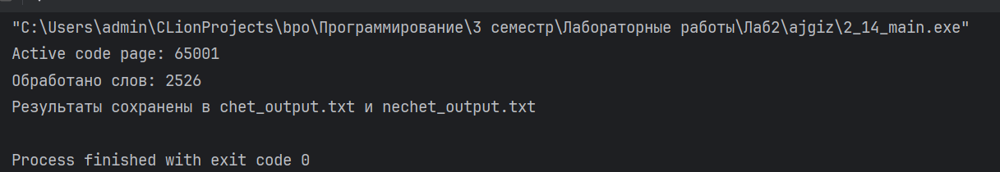 "C:\Users\admin\CLionProjects\bpo\Программирование\3 семестр\Лабораторные работы\Лаб2\ajgiz\2_14_main.exe"
Active code page: 65001
Обработано слов: 2526
Результаты сохранены в chet_output.txt и nechet_output.txt
Process finished with exit code 0